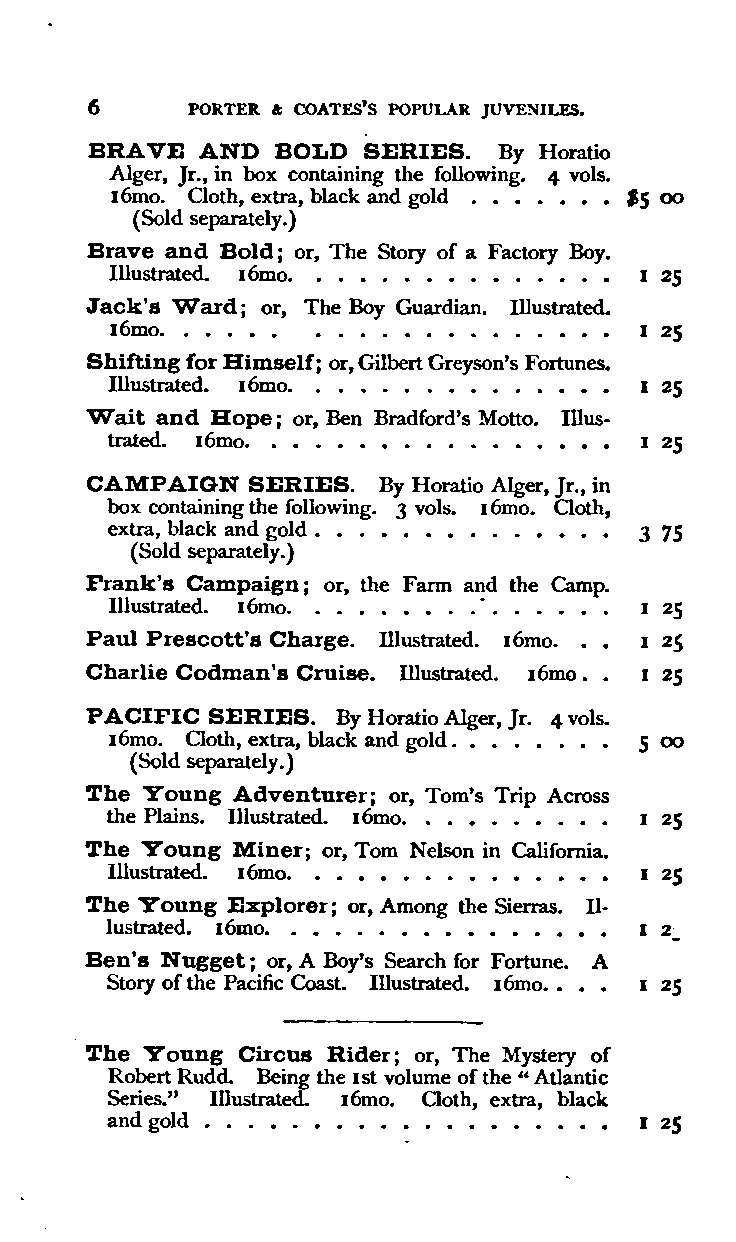 6 PORTER & COATES'S POPULAR JUVENILES.
BRAVE AND BOLD SERIES. By Horatio
Alger, Jr., in box containing the following. 4 vols.
16mo. Cloth, extra, black and gold . . . . . . . $5 00
(Sold separately.)
Brave and Bold; or, The Story of a Factory Boy.
Illustrated. 16mo. . . . . . . . . . . . . . . . 1 25
Jack's Ward; or, The Boy Guardian. Illustrated.
16mo. . . . . . . . . . . . . . . . . . . . 1 25
Shifting for Himself; or, Gilbert Greyson's Fortunes.
Illustrated. 16mo. . . . . . . . . . . . . . . . 1 25
Wait and Hope; or, Ben Bradford's Motto. Illus-
trated. 16mo. . . . . . . . . . . . . . . . . 1 25
CAMPAIGN SERIES. By Horatio Alger, Jr., in
box containing the following. 3 vols. 16mo. Cloth,
extra, black and gold . . . . . . . . . . . . . . 3 75
(Sold separately.)
Frank's Campaign; or, the Farm and the Camp.
Illustrated. 16mo. . . . . . . . . . . . . . . . 1 25
Paul Prescott's Charge. Illustrated. 16mo. . . 1 25
Charlie Codman's Cruise. Illustrated. 16mo . . 1 25
PACIFIC SERIES. By Horatio Alger, Jr. 4 vols.
16mo. Cloth, extra, black and gold . . . . . . . . 5 00
(Sold separately.)
The Young Adventurer; or, Tom's Trip Across
the Plains. Illustrated. 16mo. . . . . . . . . . 1 25
The Young Miner; or, Tom Nelson in California.
Illustrated. 16mo. . . . . . . . . . . . . . . . 1 25
The Young Explorer; or, Among the Sierras. Il-
lustrated. 16mo. . . . . . . . . . . . . . . . 1 2
Ben's Nugget; or, A Boy's Search for Fortune. A
Story of the Pacific Coast. Illustrated. 16mo. . . . 1 25
The Young Circus Rider; or, The Mystery of
Robert Rudd. Being the 1st volume of the "Atlantic
Series." Illustrated. 16mo. Cloth, extra, black
and gold . . . . . . . . . . . . . . . . . . . 1 25